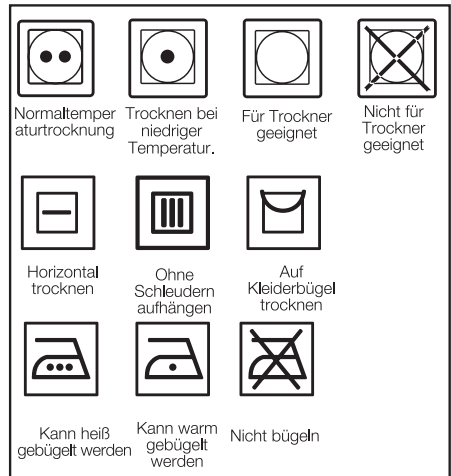 Normaltemper
aturtrocknung
Trocknen bei
niedriger
Temperatur.
Für Trockner
geeignet
Nicht für
Trockner
geeignet
Horizontal
trocknen
Ohne
Schleudern
aufhängen
Auf
Kleiderbügel
trocknen
Kann heiß
gebügelt werden
Kann warm
gebügelt
werden
Nicht bügeln